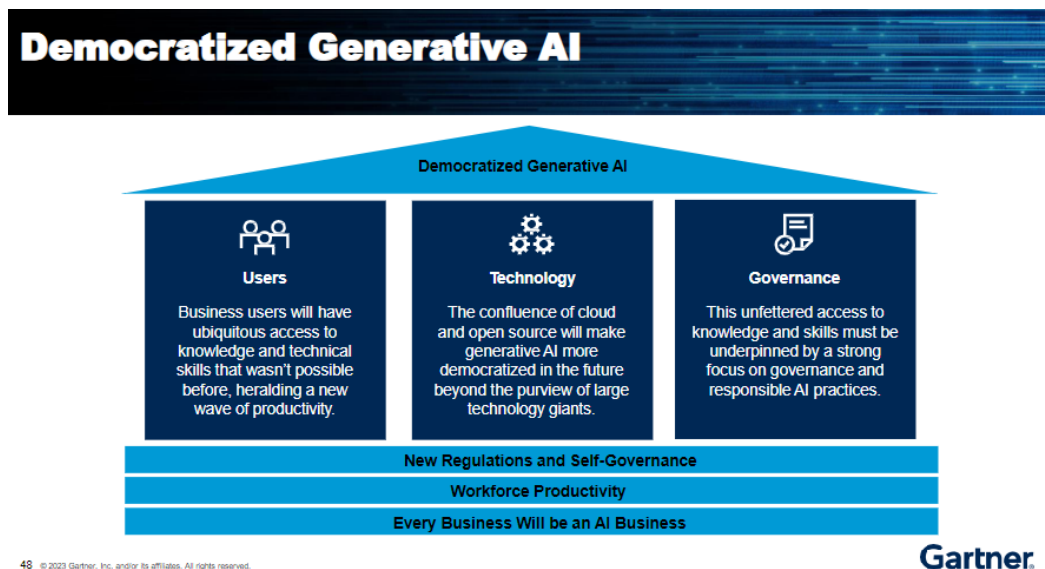 Democratized Generative AI
Democratized Generative AI
Users
Business users will have
ubiquitous access to
knowledge and technical
skills that wasn't possible
before, heralding a new
wave of productivity.
Technology
The confluence of cloud
and open source will make
generative AI more
democratized in the future
beyond the purview of large
technology giants.
Governance
This unfettered access to
knowledge and skills must be
underpinned by a strong
focus on governance and
responsible AI practices.
New Regulations and Self-Governance
Workforce Productivity
Every Business Will be an AI Business
48 © 2023 Gartner, Inc. and/or its affiliates. All rights reserved.
Gartner.